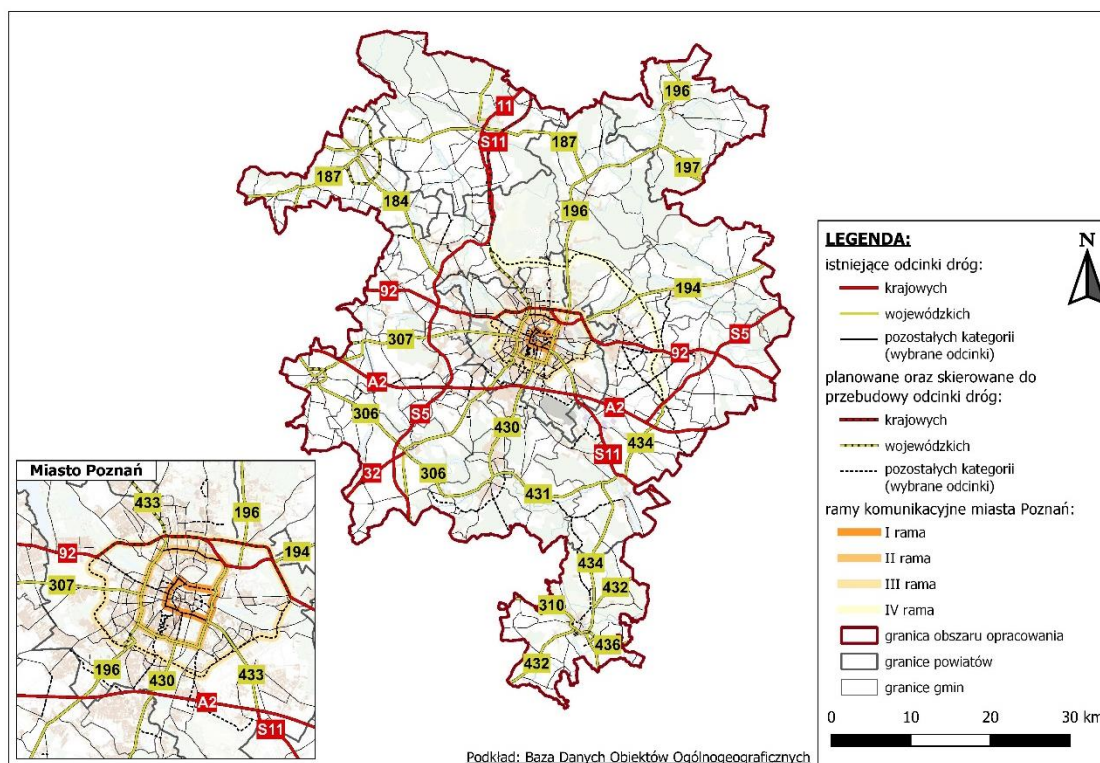 11
196
S11
187
197
187
184
196
92
194
S5
307
92
A2
306
S5
A2
430
434
S11
32
306
431
434
432
310
436
432
Miasto Poznań
433
196
92
194
307
196
430
433
A2
S11
LEGENDA:
N
istniejące odcinki dróg:
krajowych
wojewódzkich
pozostałych kategorii
(wybrane odcinki)
planowane oraz skierowane do
przebudowy odcinki dróg:
krajowych
wojewódzkich
pozostałych kategorii
(wybrane odcinki)
ramy komunikacyjne miasta Poznań:
I rama
II rama
III rama
IV rama
granica obszaru opracowania
granice powiatów
granice gmin
0 10 20 30 km
Podkład: Baza Danych Obiektów Ogólnogeograficznych